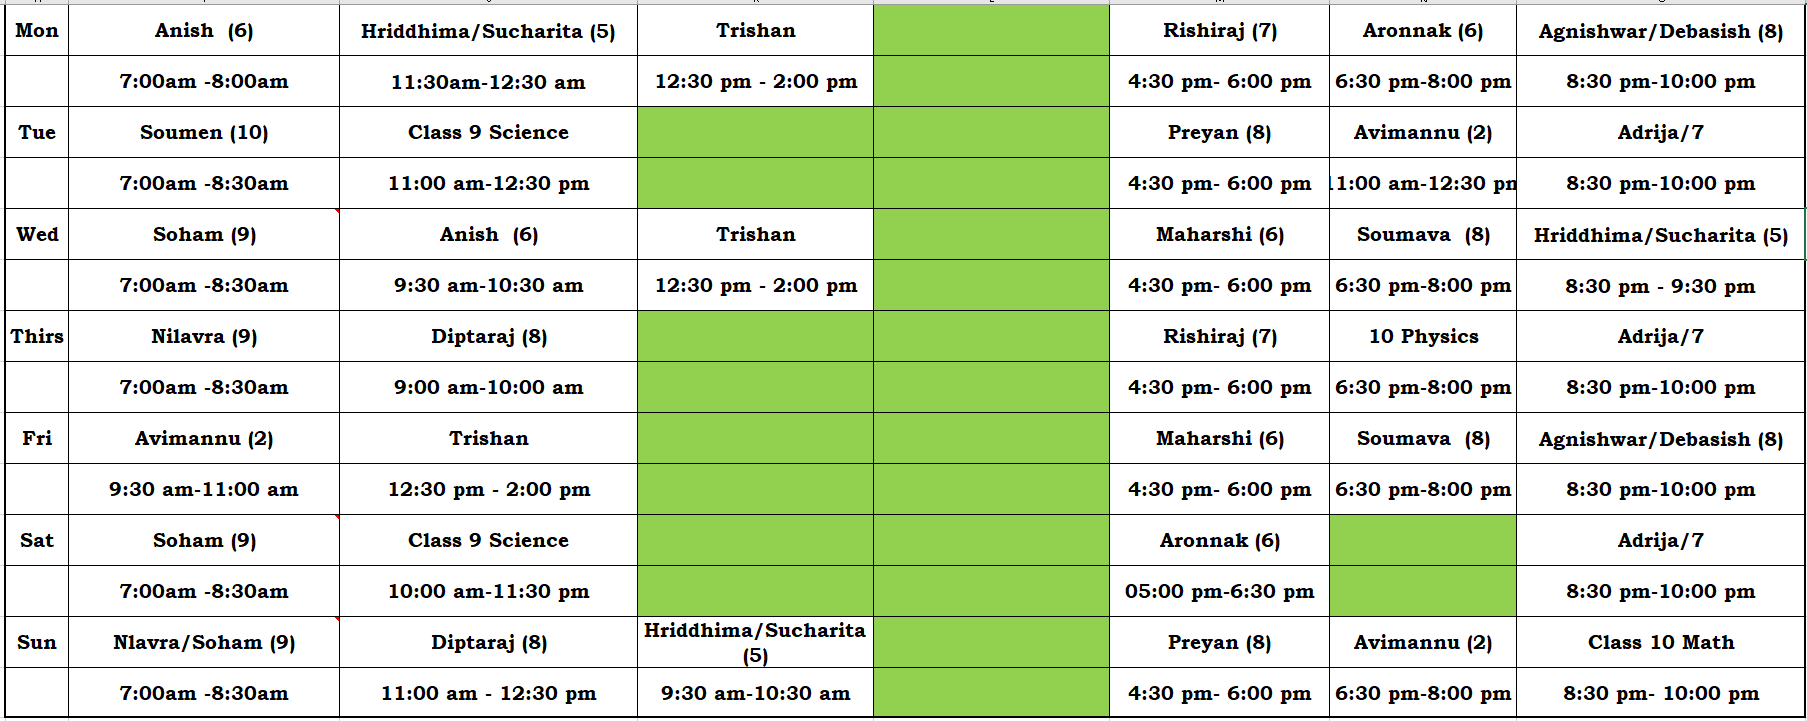 Mon Anish (6) Hriddhima/Sucharita (5) Trishan Rishiraj (7) Aronnak (6) Agnishwar/Debasish (8)
7:00am -8:00am 11:30am-12:30 am 12:30 pm - 2:00 pm 4:30 pm- 6:00 pm 6:30 pm-8:00 pm 8:30 pm-10:00 pm
Tue Soumen (10) Class 9 Science Preyan (8) Avimannu (2) Adrija/7
7:00am -8:30am 11:00 am-12:30 pm 4:30 pm- 6:00 pm 11:00 am-12:30 pm 8:30 pm-10:00 pm
Wed Soham (9) Anish (6) Trishan Maharshi (6) Soumava (8) Hriddhima/Sucharita (5)
7:00am -8:30am 9:30 am-10:30 am 12:30 pm - 2:00 pm 4:30 pm- 6:00 pm 6:30 pm-8:00 pm 8:30 pm - 9:30 pm
Thirs Nilavra (9) Diptaraj (8) Rishiraj (7) 10 Physics Adrija/7
7:00am -8:30am 9:00 am-10:00 am 4:30 pm- 6:00 pm 6:30 pm-8:00 pm 8:30 pm-10:00 pm
Fri Avimannu (2) Trishan Maharshi (6) Soumava (8) Agnishwar/Debasish (8)
9:30 am-11:00 am 12:30 pm - 2:00 pm 4:30 pm- 6:00 pm 6:30 pm-8:00 pm 8:30 pm-10:00 pm
Sat Soham (9) Class 9 Science Aronnak (6) Adrija/7
7:00am -8:30am 10:00 am-11:30 pm 05:00 pm-6:30 pm 8:30 pm-10:00 pm
Sun Nlavra/Soham (9) Diptaraj (8) Hriddhima/Sucharita (5) Preyan (8) Avimannu (2) Class 10 Math
7:00am -8:30am 11:00 am - 12:30 pm 9:30 am-10:30 am 4:30 pm- 6:00 pm 6:30 pm-8:00 pm 8:30 pm- 10:00 pm